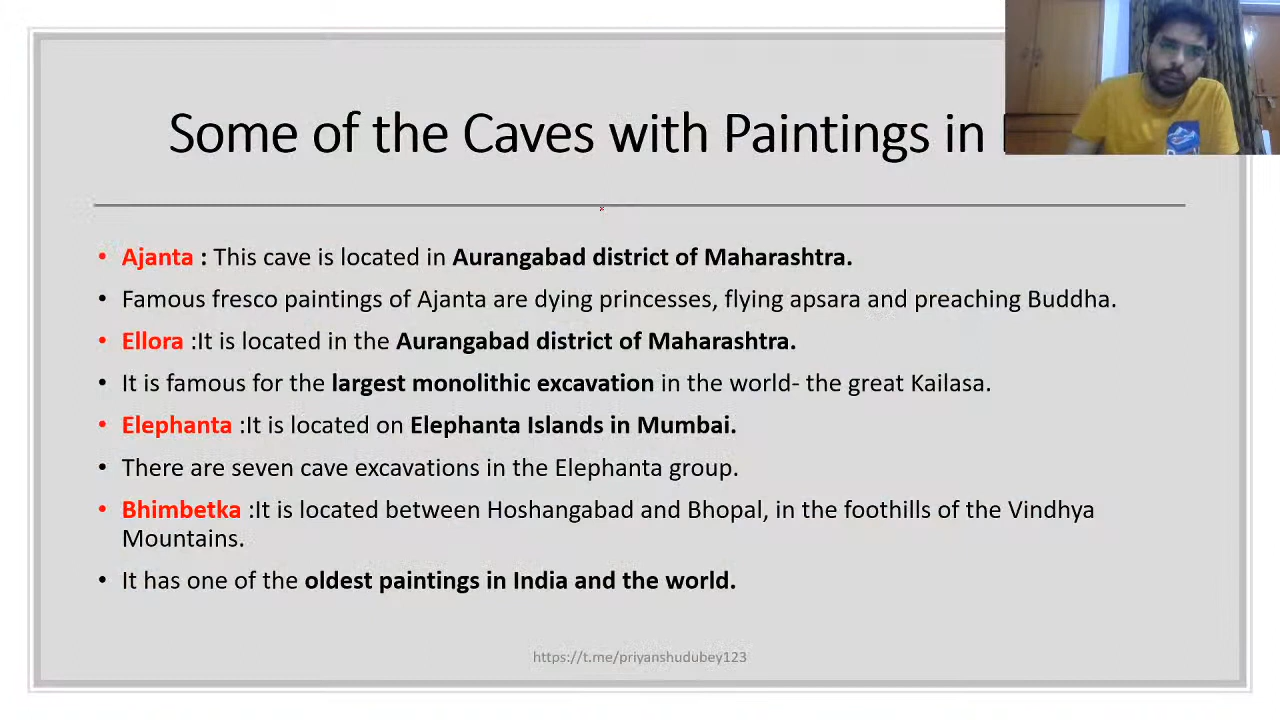 Some of the Caves with Paintings in
• Ajanta : This cave is located in Aurangabad district of Maharashtra.
• Famous fresco paintings of Ajanta are dying princesses, flying apsara and preaching Buddha.
• Ellora :It is located in the Aurangabad district of Maharashtra.
• It is famous for the largest monolithic excavation in the world- the great Kailasa.
• Elephanta :It is located on Elephanta Islands in Mumbai.
• There are seven cave excavations in the Elephanta group.
• Bhimbetka :It is located between Hoshangabad and Bhopal, in the foothills of the Vindhya
Mountains.
• It has one of the oldest paintings in India and the world.
https://t.me/priyanshudubey123